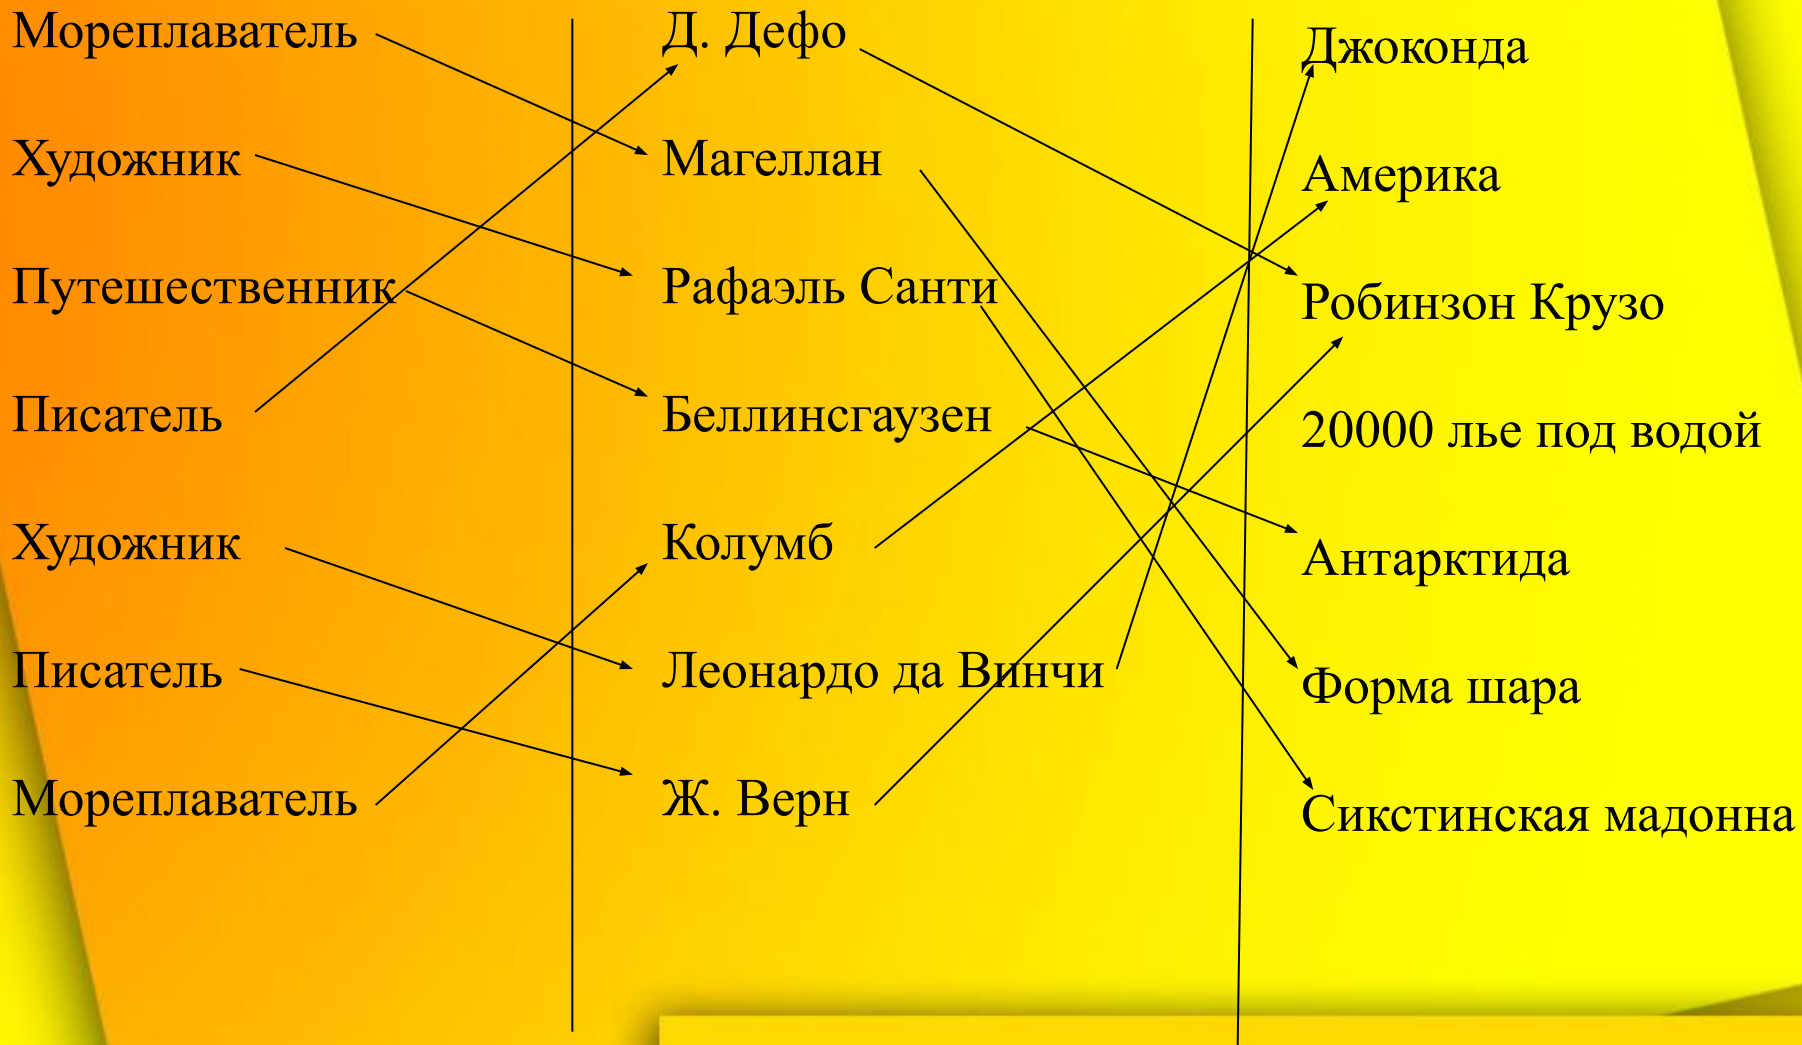 Мореплаватель
Художник
Путешественник
Писатель
Художник
Писатель
Мореплаватель
Д. Дефо
Магеллан
Рафаэль Санти
Беллинсгаузен
Колумб
Леонардо да Винчи
Ж. Верн
Джоконда
Америка
Робинзон Крузо
20000 лье под водой
Антарктида
Форма шара
Сикстинская мадонна